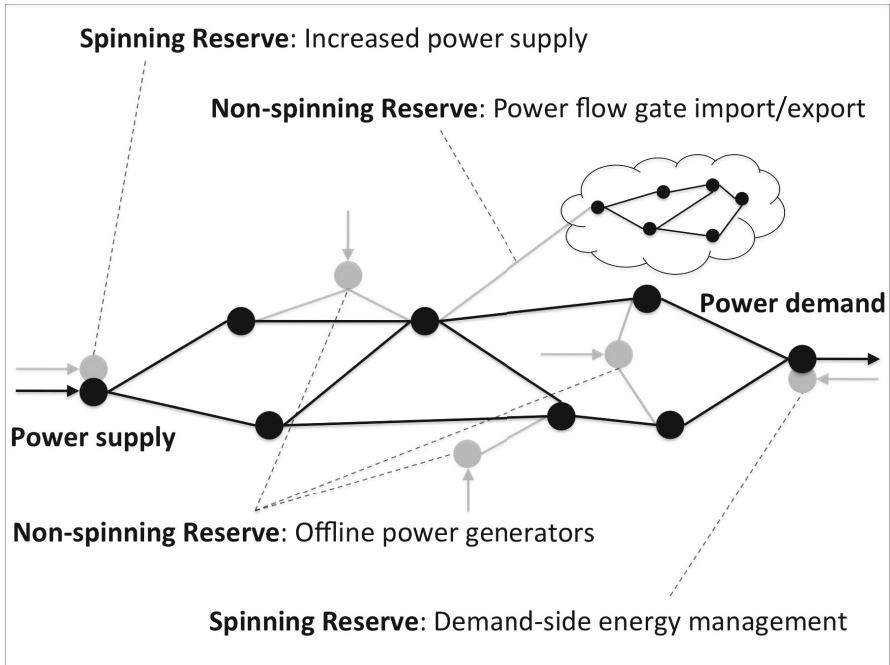 Spinning Reserve: Increased power supply
Non-spinning Reserve: Power flow gate import/export
Power demand
Power supply
Non-spinning Reserve: Offline power generators
Spinning Reserve: Demand-side energy management